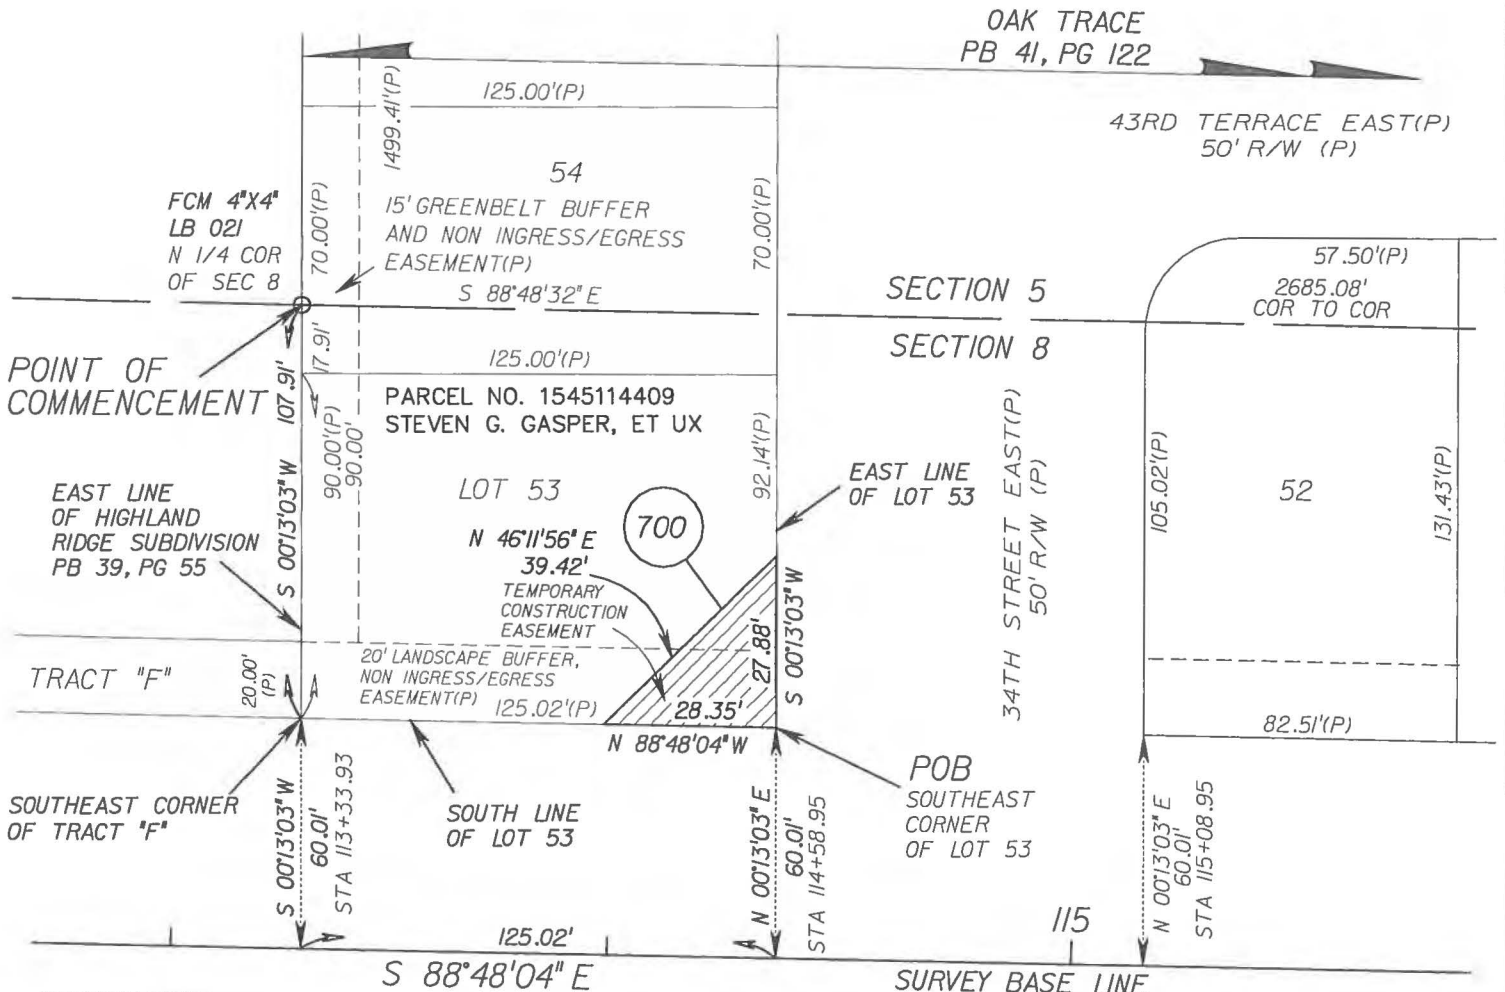 OAK TRACE
PB 41, PG 122
125.00'(P)
1499.41'(P)
43RD TERRACE EAST(P)
50' R/W (P)
54
FCM 4"X4"
LB 021
N 1/4 COR
OF SEC 8
70.00'(P)
15' GREENBELT BUFFER
AND NON INGRESS/EGRESS
EASEMENT(P)
70.00'(P)
S 88°48'32" E
SECTION 5
57.50'(P)
2685.08'
COR TO COR
SECTION 8
POINT OF
COMMENCEMENT
17.91'
125.00'(P)
S 00°13'03" W 107.91'
PARCEL NO. 1545114409
STEVEN G. GASPER, ET UX
90.00'(P)
90.00'
92.14'(P)
LOT 53
EAST LINE
OF LOT 53
34TH STREET EAST(P)
50' R/W (P)
105.02'(P)
52
131.43'(P)
EAST LINE
OF HIGHLAND
RIDGE SUBDIVISION
PB 39, PG 55
N 46°11'56" E
39.42'
700
TEMPORARY
CONSTRUCTION
EASEMENT
27.88'
S 00°13'03" W
TRACT "F"
20.00'
(P)
20' LANDSCAPE BUFFER,
NON INGRESS/EGRESS
EASEMENT(P)
125.02'(P)
28.35'
N 88°48'04" W
82.51'(P)
SOUTHEAST CORNER
OF TRACT "F"
S 00°13'03" W
60.01'
STA 113+33.93
SOUTH LINE
OF LOT 53
N 00°13'03" E
60.01'
STA 114+58.95
POB
SOUTHEAST
CORNER
OF LOT 53
N 00°13'03" E
60.01'
STA 115+08.95
115
125.02'
S 88°48'04" E
SURVEY BASE LINE